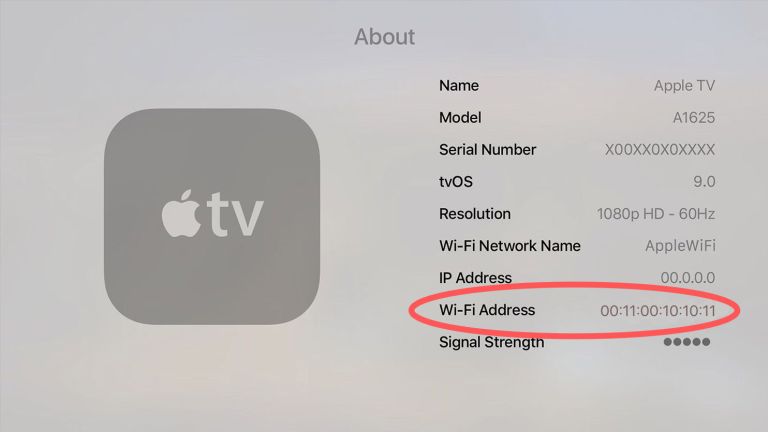 About
tv
Name Apple TV
Model A1625
Serial Number X00XX0X0XXXX
tvOS 9.0
Resolution 1080p HD - 60Hz
Wi-Fi Network Name AppleWiFi
IP Address 00.0.0.0
Wi-Fi Address 00:11:00:10:10:11
Signal Strength